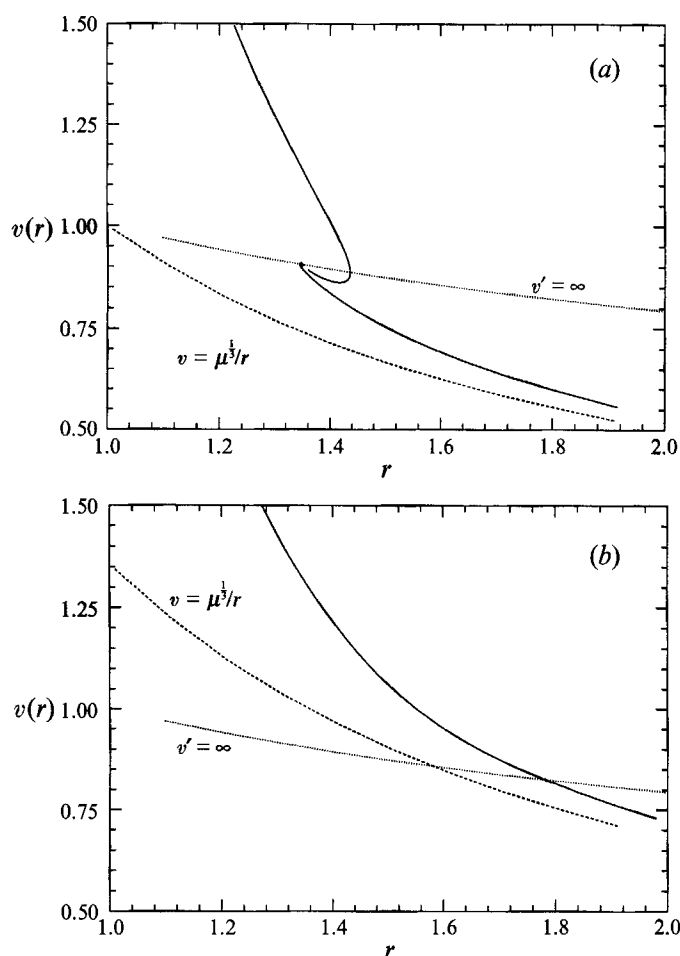 (a)
1.50
1.25
v(r) 1.00
v' = ∞
0.75
v = μ^{1/3}/r
0.50
1.0 1.2 1.4 1.6 1.8 2.0
r
(b)
1.50
v = μ^{1/3}/r
1.25
v(r) 1.00
v' = ∞
0.75
0.50
1.0 1.2 1.4 1.6 1.8 2.0
r